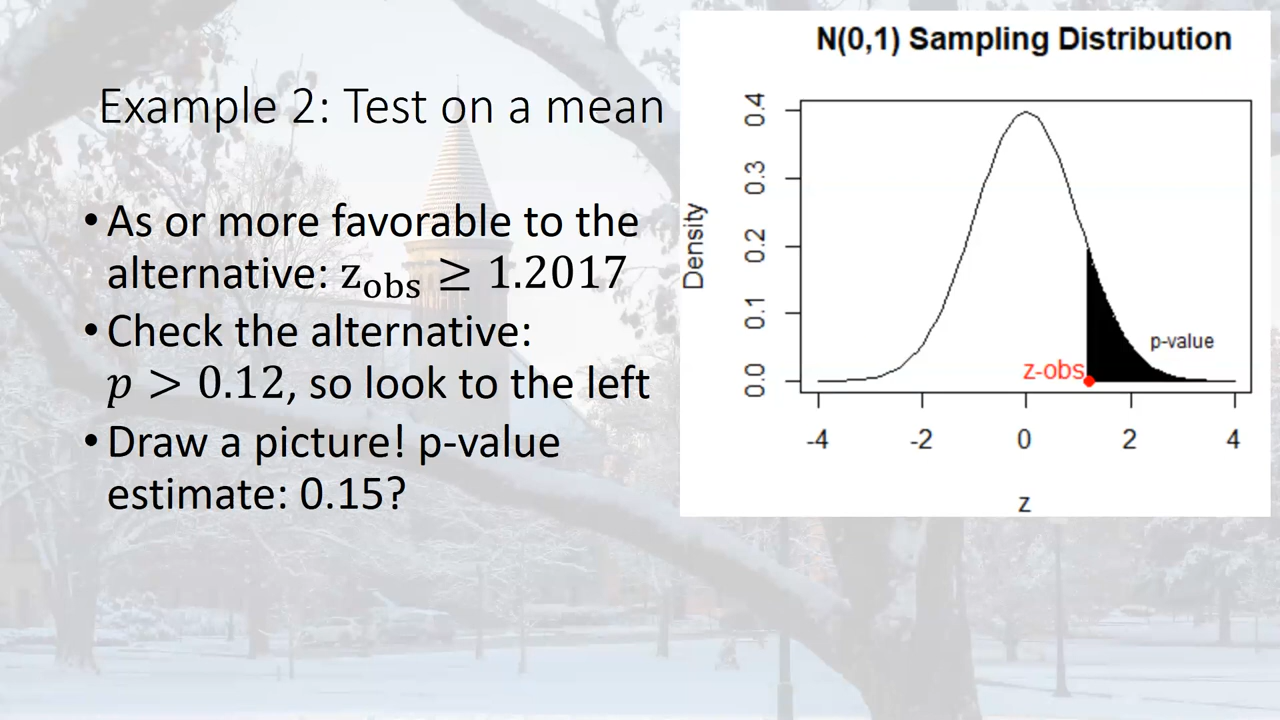 Example 2: Test on a mean
• As or more favorable to the
alternative: z_obs ≥ 1.2017
• Check the alternative:
p > 0.12, so look to the left
• Draw a picture! p-value
estimate: 0.15?
N(0,1) Sampling Distribution
Density
0.4
0.3
0.2
0.1
0.0
p-value
z-obs
-4 -2 0 2 4
z